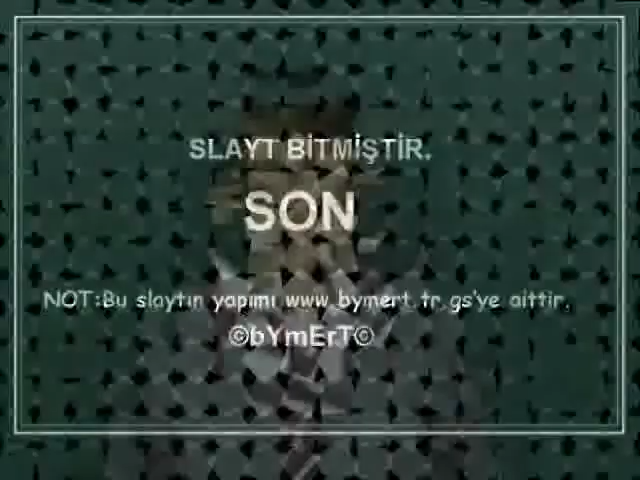 SLAYT BİTMİŞTİR.
SON
NOT:Bu slaytın yapımı www.bymert.tr.gs'ye aittir.
©bYmErT©